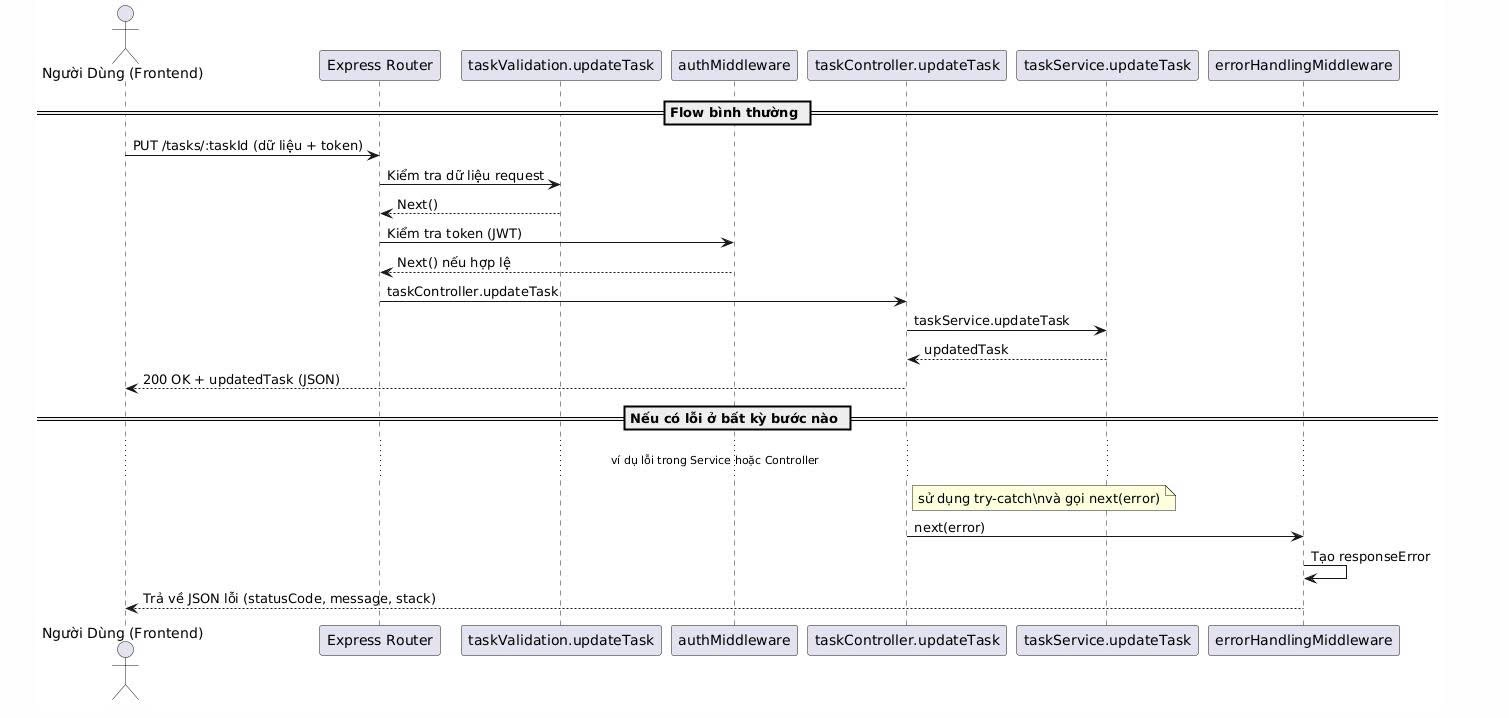 Người Dùng (Frontend)
Express Router
taskValidation.updateTask
authMiddleware
taskController.updateTask
taskService.updateTask
errorHandlingMiddleware
Flow bình thường
PUT /tasks/:taskId (dữ liệu + token)
Kiểm tra dữ liệu request
Next()
Kiểm tra token (JWT)
Next() nếu hợp lệ
taskController.updateTask
taskService.updateTask
updatedTask
200 OK + updatedTask (JSON)
Nếu có lỗi ở bất kỳ bước nào
ví dụ lỗi trong Service hoặc Controller
sử dụng try-catch\nvà gọi next(error)
next(error)
Tạo responseError
Trả về JSON lỗi (statusCode, message, stack)
Người Dùng (Frontend)
Express Router
taskValidation.updateTask
authMiddleware
taskController.updateTask
taskService.updateTask
errorHandlingMiddleware